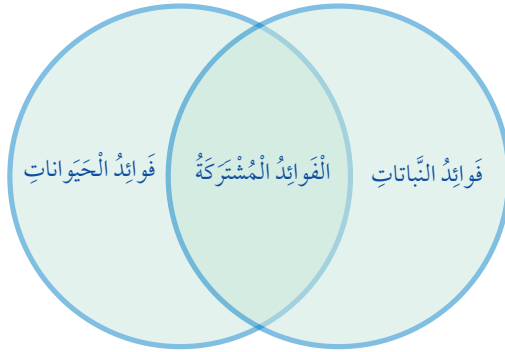 فَوائِدُ النَّباتاتِ
الْفَوائِدُ الْمُشْتَرَكَةُ
فَوائِدُ الْحَيَواناتِ